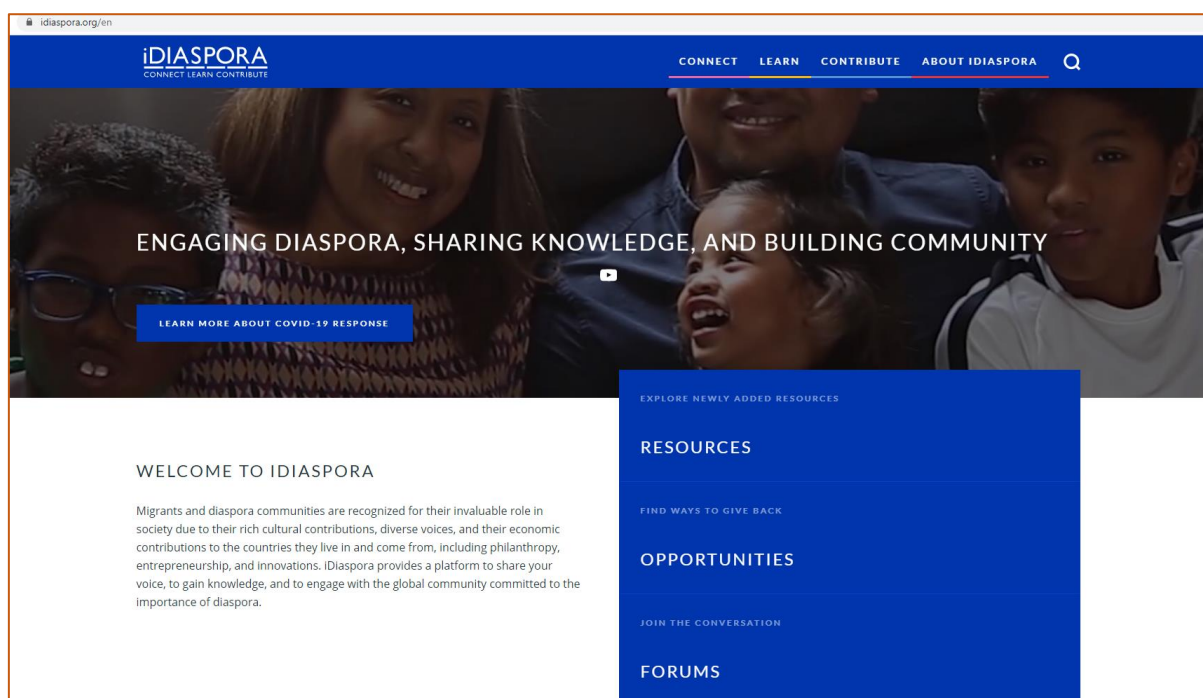 idiaspora.org/en
iDIASPORA
CONNECT LEARN CONTRIBUTE
CONNECT LEARN CONTRIBUTE ABOUT IDIASPORA
ENGAGING DIASPORA, SHARING KNOWLEDGE, AND BUILDING COMMUNITY
LEARN MORE ABOUT COVID-19 RESPONSE
WELCOME TO IDIASPORA
Migrants and diaspora communities are recognized for their invaluable role in
society due to their rich cultural contributions, diverse voices, and their economic
contributions to the countries they live in and come from, including philanthropy,
entrepreneurship, and innovations. iDiaspora provides a platform to share your
voice, to gain knowledge, and to engage with the global community committed to the
importance of diaspora.
EXPLORE NEWLY ADDED RESOURCES
RESOURCES
FIND WAYS TO GIVE BACK
OPPORTUNITIES
JOIN THE CONVERSATION
FORUMS